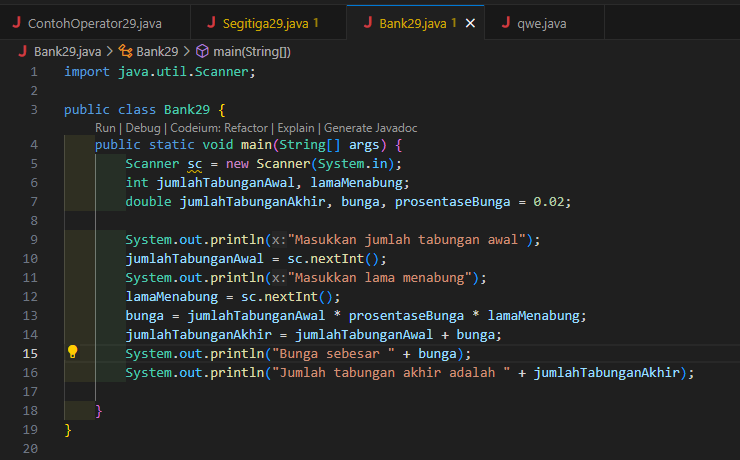 ContohOperator29.java Segitiga29.java 1 Bank29.java 1 qwe.java
Bank29.java > Bank29 > main(String[])
1 import java.util.Scanner;
2
3 public class Bank29 {
Run | Debug | Codeium: Refactor | Explain | Generate Javadoc
4 public static void main(String[] args) {
5 Scanner sc = new Scanner(System.in);
6 int jumlahTabunganAwal, lamaMenabung;
7 double jumlahTabunganAkhir, bunga, prosentaseBunga = 0.02;
8
9 System.out.println(x:"Masukkan jumlah tabungan awal");
10 jumlahTabunganAwal = sc.nextInt();
11 System.out.println(x:"Masukkan lama menabung");
12 lamaMenabung = sc.nextInt();
13 bunga = jumlahTabunganAwal * prosentaseBunga * lamaMenabung;
14 jumlahTabunganAkhir = jumlahTabunganAwal + bunga;
15 System.out.println("Bunga sebesar " + bunga);
16 System.out.println("Jumlah tabungan akhir adalah " + jumlahTabunganAkhir);
17
18 }
19 }
20